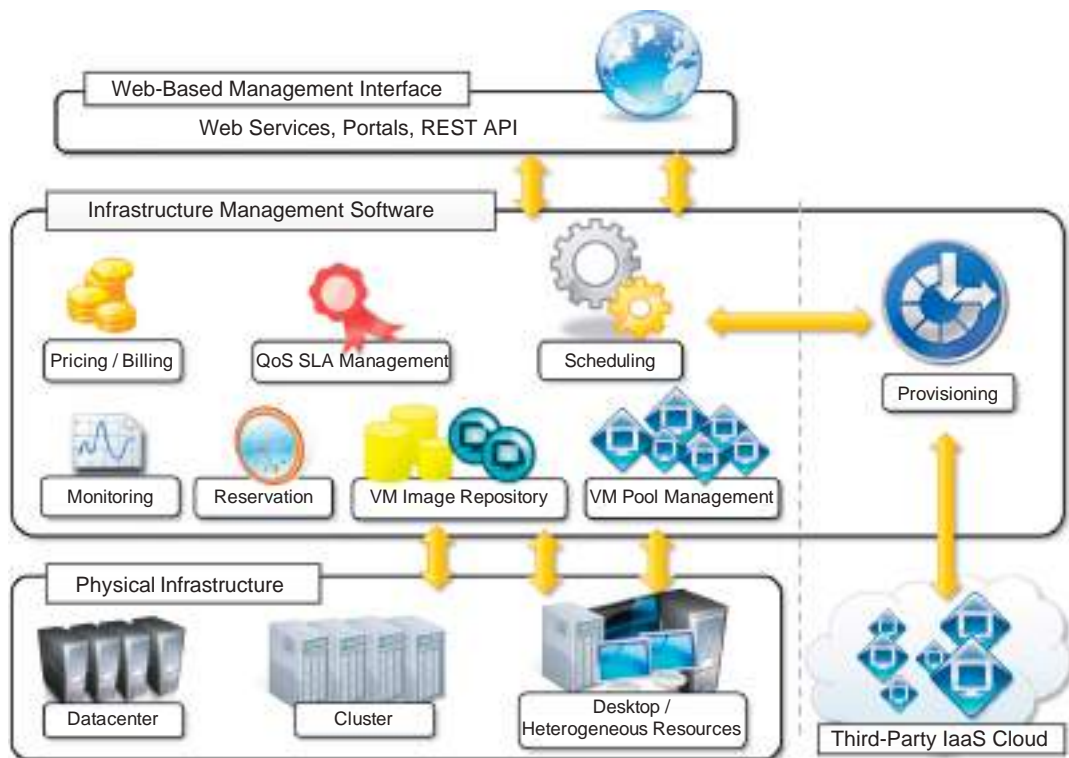 Web-Based Management Interface
Web Services, Portals, REST API
Infrastructure Management Software
Pricing / Billing
QoS SLA Management
Scheduling
Provisioning
Monitoring
Reservation
VM Image Repository
VM Pool Management
Physical Infrastructure
Datacenter
Cluster
Desktop /
Heterogeneous Resources
Third-Party IaaS Cloud